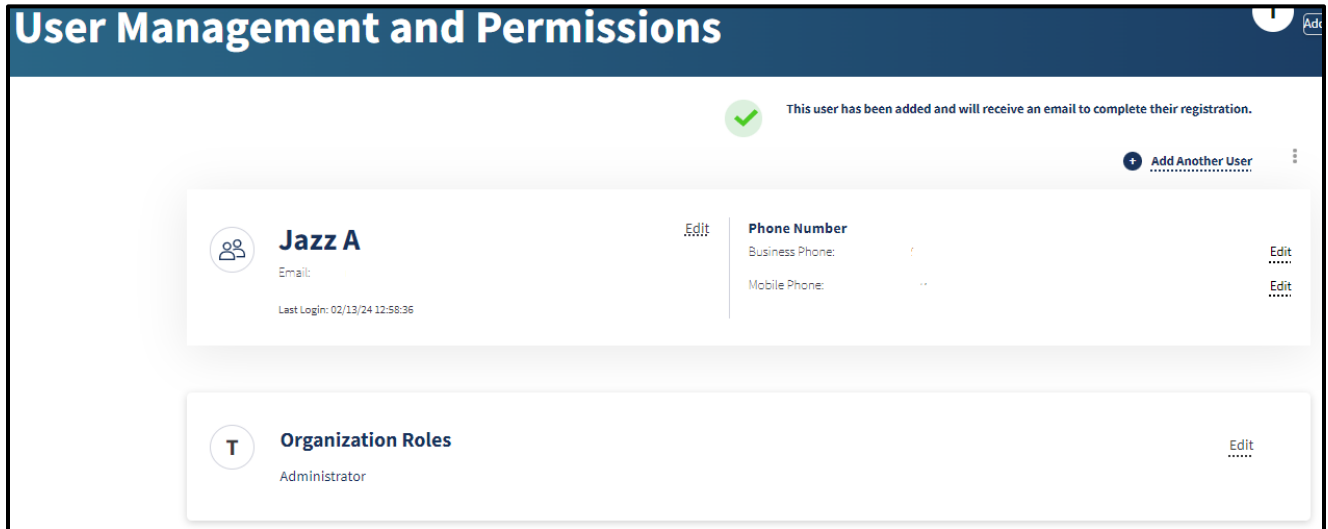 User Management and Permissions
Add
This user has been added and will receive an email to complete their registration.
+ Add Another User
Jazz A
Edit
Email:
Last Login: 02/13/24 12:58:36
Phone Number
Business Phone:
Edit
Mobile Phone:
Edit
T
Organization Roles
Edit
Administrator